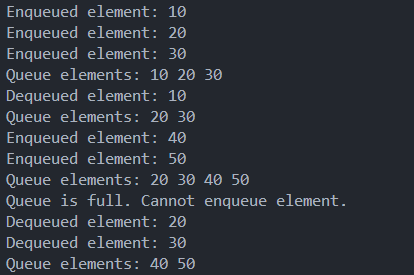 Enqueued element: 10
Enqueued element: 20
Enqueued element: 30
Queue elements: 10 20 30
Dequeued element: 10
Queue elements: 20 30
Enqueued element: 40
Enqueued element: 50
Queue elements: 20 30 40 50
Queue is full. Cannot enqueue element.
Dequeued element: 20
Dequeued element: 30
Queue elements: 40 50